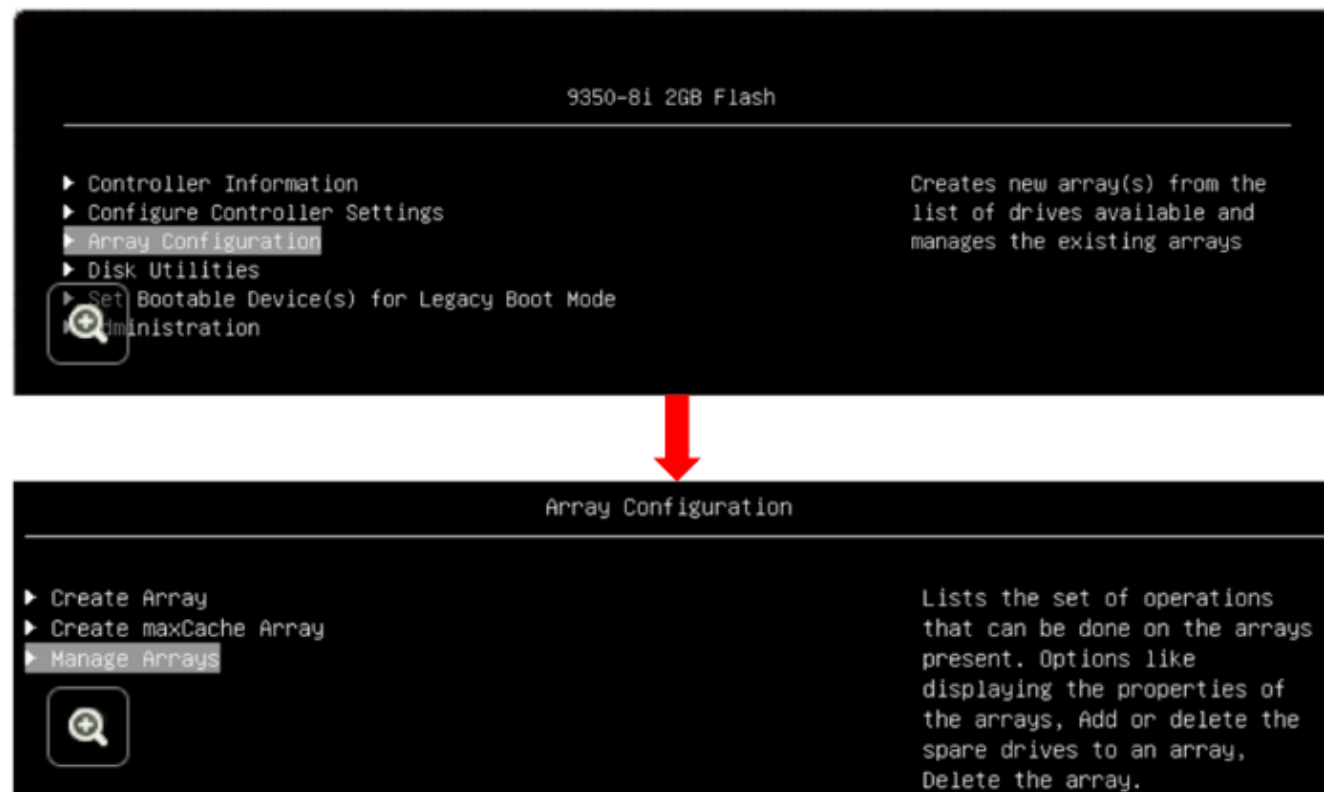 9350-8i 2GB Flash
▶ Controller Information
▶ Configure Controller Settings
▶ Array Configuration
▶ Disk Utilities
▶ Set Bootable Device(s) for Legacy Boot Mode
▶ Administration
Creates new array(s) from the
list of drives available and
manages the existing arrays
Array Configuration
▶ Create Array
▶ Create maxCache Array
▶ Manage Arrays
Lists the set of operations
that can be done on the arrays
present. Options like
displaying the properties of
the arrays, Add or delete the
spare drives to an array,
Delete the array.